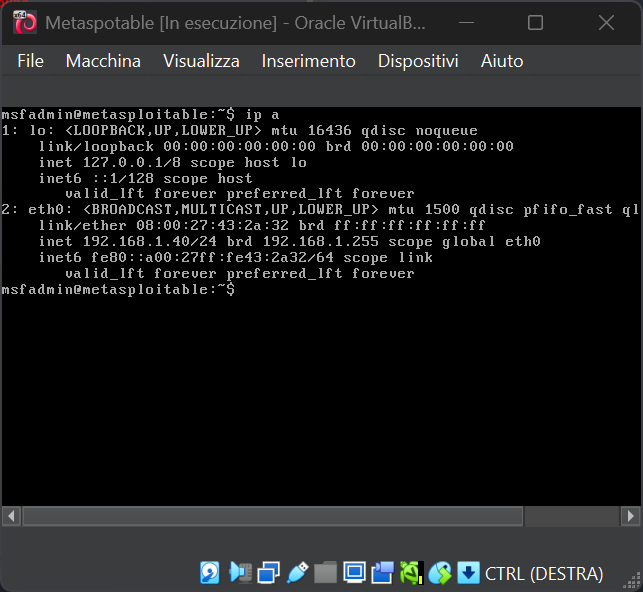 Metaspotable [In esecuzione] - Oracle VirtualB...
File Macchina Visualizza Inserimento Dispositivi Aiuto
msfadmin@metasploitable:~$ ip a
1: lo: <LOOPBACK,UP,LOWER_UP> mtu 16436 qdisc noqueue
    link/loopback 00:00:00:00:00:00 brd 00:00:00:00:00:00
    inet 127.0.0.1/8 scope host lo
    inet6 ::1/128 scope host
       valid_lft forever preferred_lft forever
2: eth0: <BROADCAST,MULTICAST,UP,LOWER_UP> mtu 1500 qdisc pfifo_fast ql
    link/ether 08:00:27:43:2a:32 brd ff:ff:ff:ff:ff:ff
    inet 192.168.1.40/24 brd 192.168.1.255 scope global eth0
    inet6 fe80::a00:27ff:fe43:2a32/64 scope link
       valid_lft forever preferred_lft forever
msfadmin@metasploitable:~$
CTRL (DESTRA)